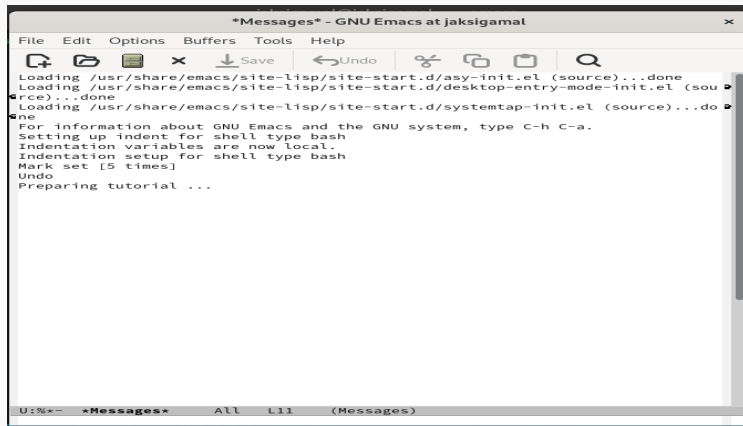 *Messages* - GNU Emacs at jaksigamal
File Edit Options Buffers Tools Help
Save Undo
Loading /usr/share/emacs/site-lisp/site-start.d/asy-init.el (source)...done
Loading /usr/share/emacs/site-lisp/site-start.d/desktop-entry-mode-init.el (sou
rce)...done
Loading /usr/share/emacs/site-lisp/site-start.d/systemtap-init.el (source)...do
ne
For information about GNU Emacs and the GNU system, type C-h C-a.
Setting up indent for shell type bash
Indentation variables are now local.
Indentation setup for shell type bash
Mark set [5 times]
Undo
Preparing tutorial ...
U:%*- *Messages* All L11 (Messages)